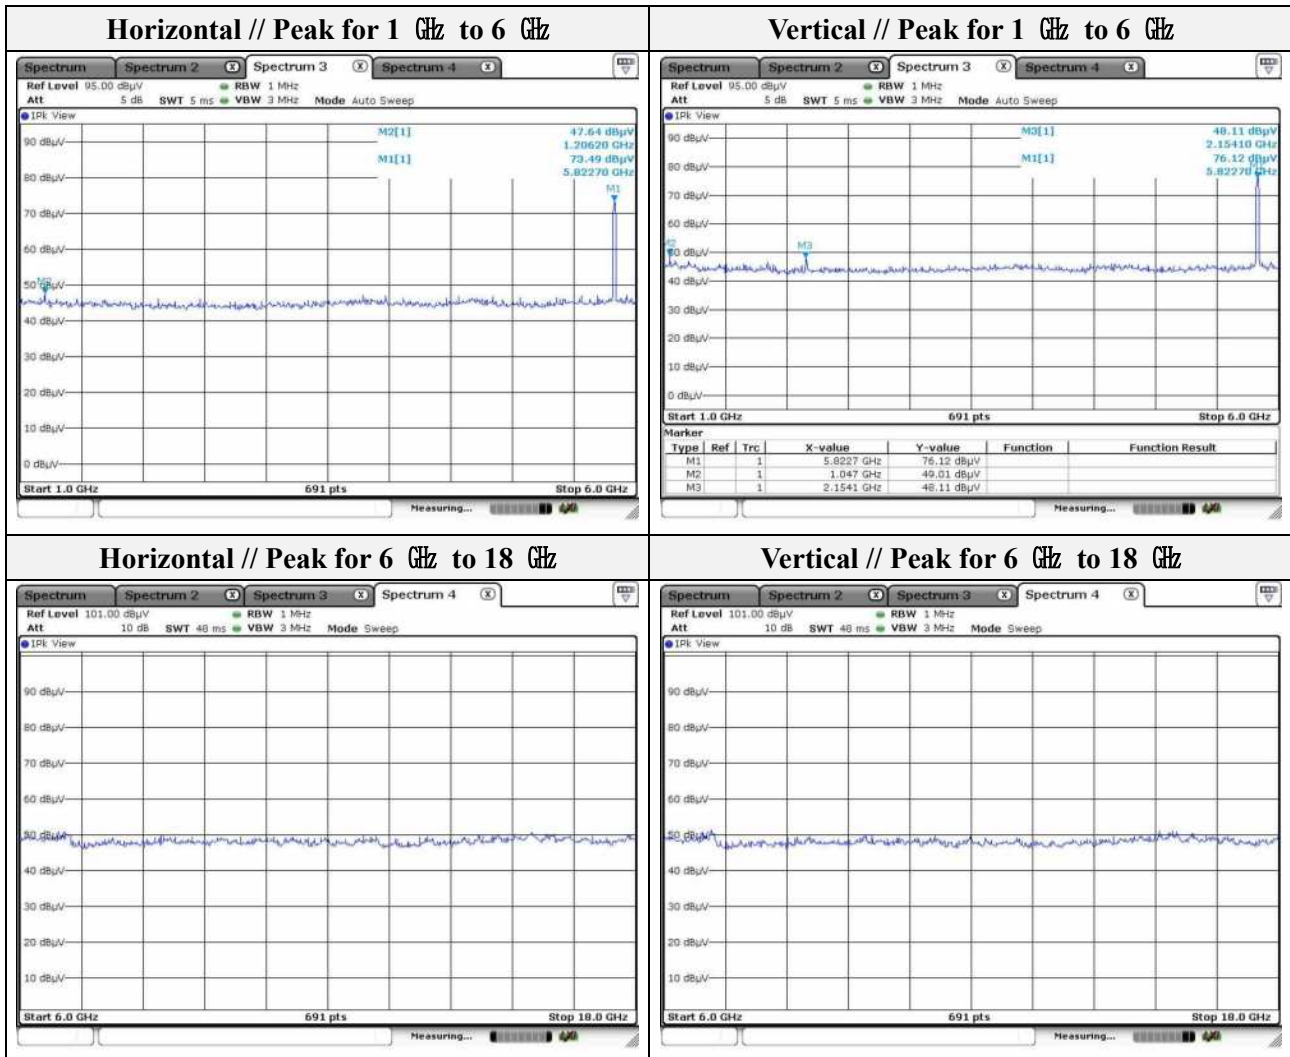 Horizontal // Peak for 1 ㎓ to 6 ㎓
Spectrum Spectrum 2 Spectrum 3 Spectrum 4
Ref Level 95.00 dBµV RBW 1 MHz
Att 5 dB SWT 5 ms VBW 3 MHz Mode Auto Sweep
1Pk View
M2[1] 47.64 dBµV
1.20620 GHz
M1[1] 73.49 dBµV
5.82270 GHz
M1
M2
90 dBµV
80 dBµV
70 dBµV
60 dBµV
50 dBµV
40 dBµV
30 dBµV
20 dBµV
10 dBµV
0 dBµV
Start 1.0 GHz 691 pts Stop 6.0 GHz
Measuring...
Vertical // Peak for 1 ㎓ to 6 ㎓
Spectrum Spectrum 2 Spectrum 3 Spectrum 4
Ref Level 95.00 dBµV RBW 1 MHz
Att 5 dB SWT 5 ms VBW 3 MHz Mode Auto Sweep
1Pk View
M3[1] 48.11 dBµV
2.15410 GHz
M1[1] 76.12 dBµV
5.82270 GHz
M2
M3
90 dBµV
80 dBµV
70 dBµV
60 dBµV
50 dBµV
40 dBµV
30 dBµV
20 dBµV
10 dBµV
0 dBµV
Start 1.0 GHz 691 pts Stop 6.0 GHz
Marker
Type Ref Trc X-value Y-value Function Function Result
M1 1 5.8227 GHz 76.12 dBµV
M2 1 1.047 GHz 49.01 dBµV
M3 1 2.1541 GHz 48.11 dBµV
Measuring...
Horizontal // Peak for 6 ㎓ to 18 ㎓
Spectrum Spectrum 2 Spectrum 3 Spectrum 4
Ref Level 101.00 dBµV RBW 1 MHz
Att 10 dB SWT 48 ms VBW 3 MHz Mode Sweep
1Pk View
90 dBµV
80 dBµV
70 dBµV
60 dBµV
50 dBµV
40 dBµV
30 dBµV
20 dBµV
10 dBµV
Start 6.0 GHz 691 pts Stop 18.0 GHz
Measuring...
Vertical // Peak for 6 ㎓ to 18 ㎓
Spectrum Spectrum 2 Spectrum 3 Spectrum 4
Ref Level 101.00 dBµV RBW 1 MHz
Att 10 dB SWT 48 ms VBW 3 MHz Mode Sweep
1Pk View
90 dBµV
80 dBµV
70 dBµV
60 dBµV
50 dBµV
40 dBµV
30 dBµV
20 dBµV
10 dBµV
Start 6.0 GHz 691 pts Stop 18.0 GHz
Measuring...